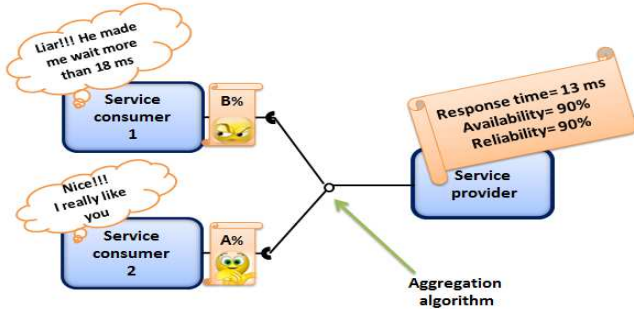 Liar!!! He made
me wait more
than 18 ms
Service
consumer
1
B%
Response time= 13 ms
Availability= 90%
Reliability= 90%
Service
provider
Nice!!!
I really like
you
Service
consumer
2
A%
Aggregation
algorithm